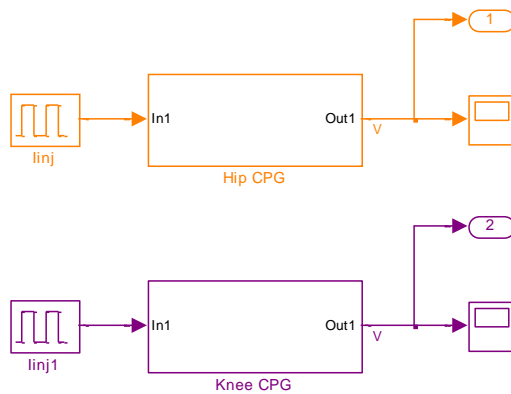 1
In1
Out1
V
Iinj
Hip CPG
2
In1
Out1
V
Iinj1
Knee CPG